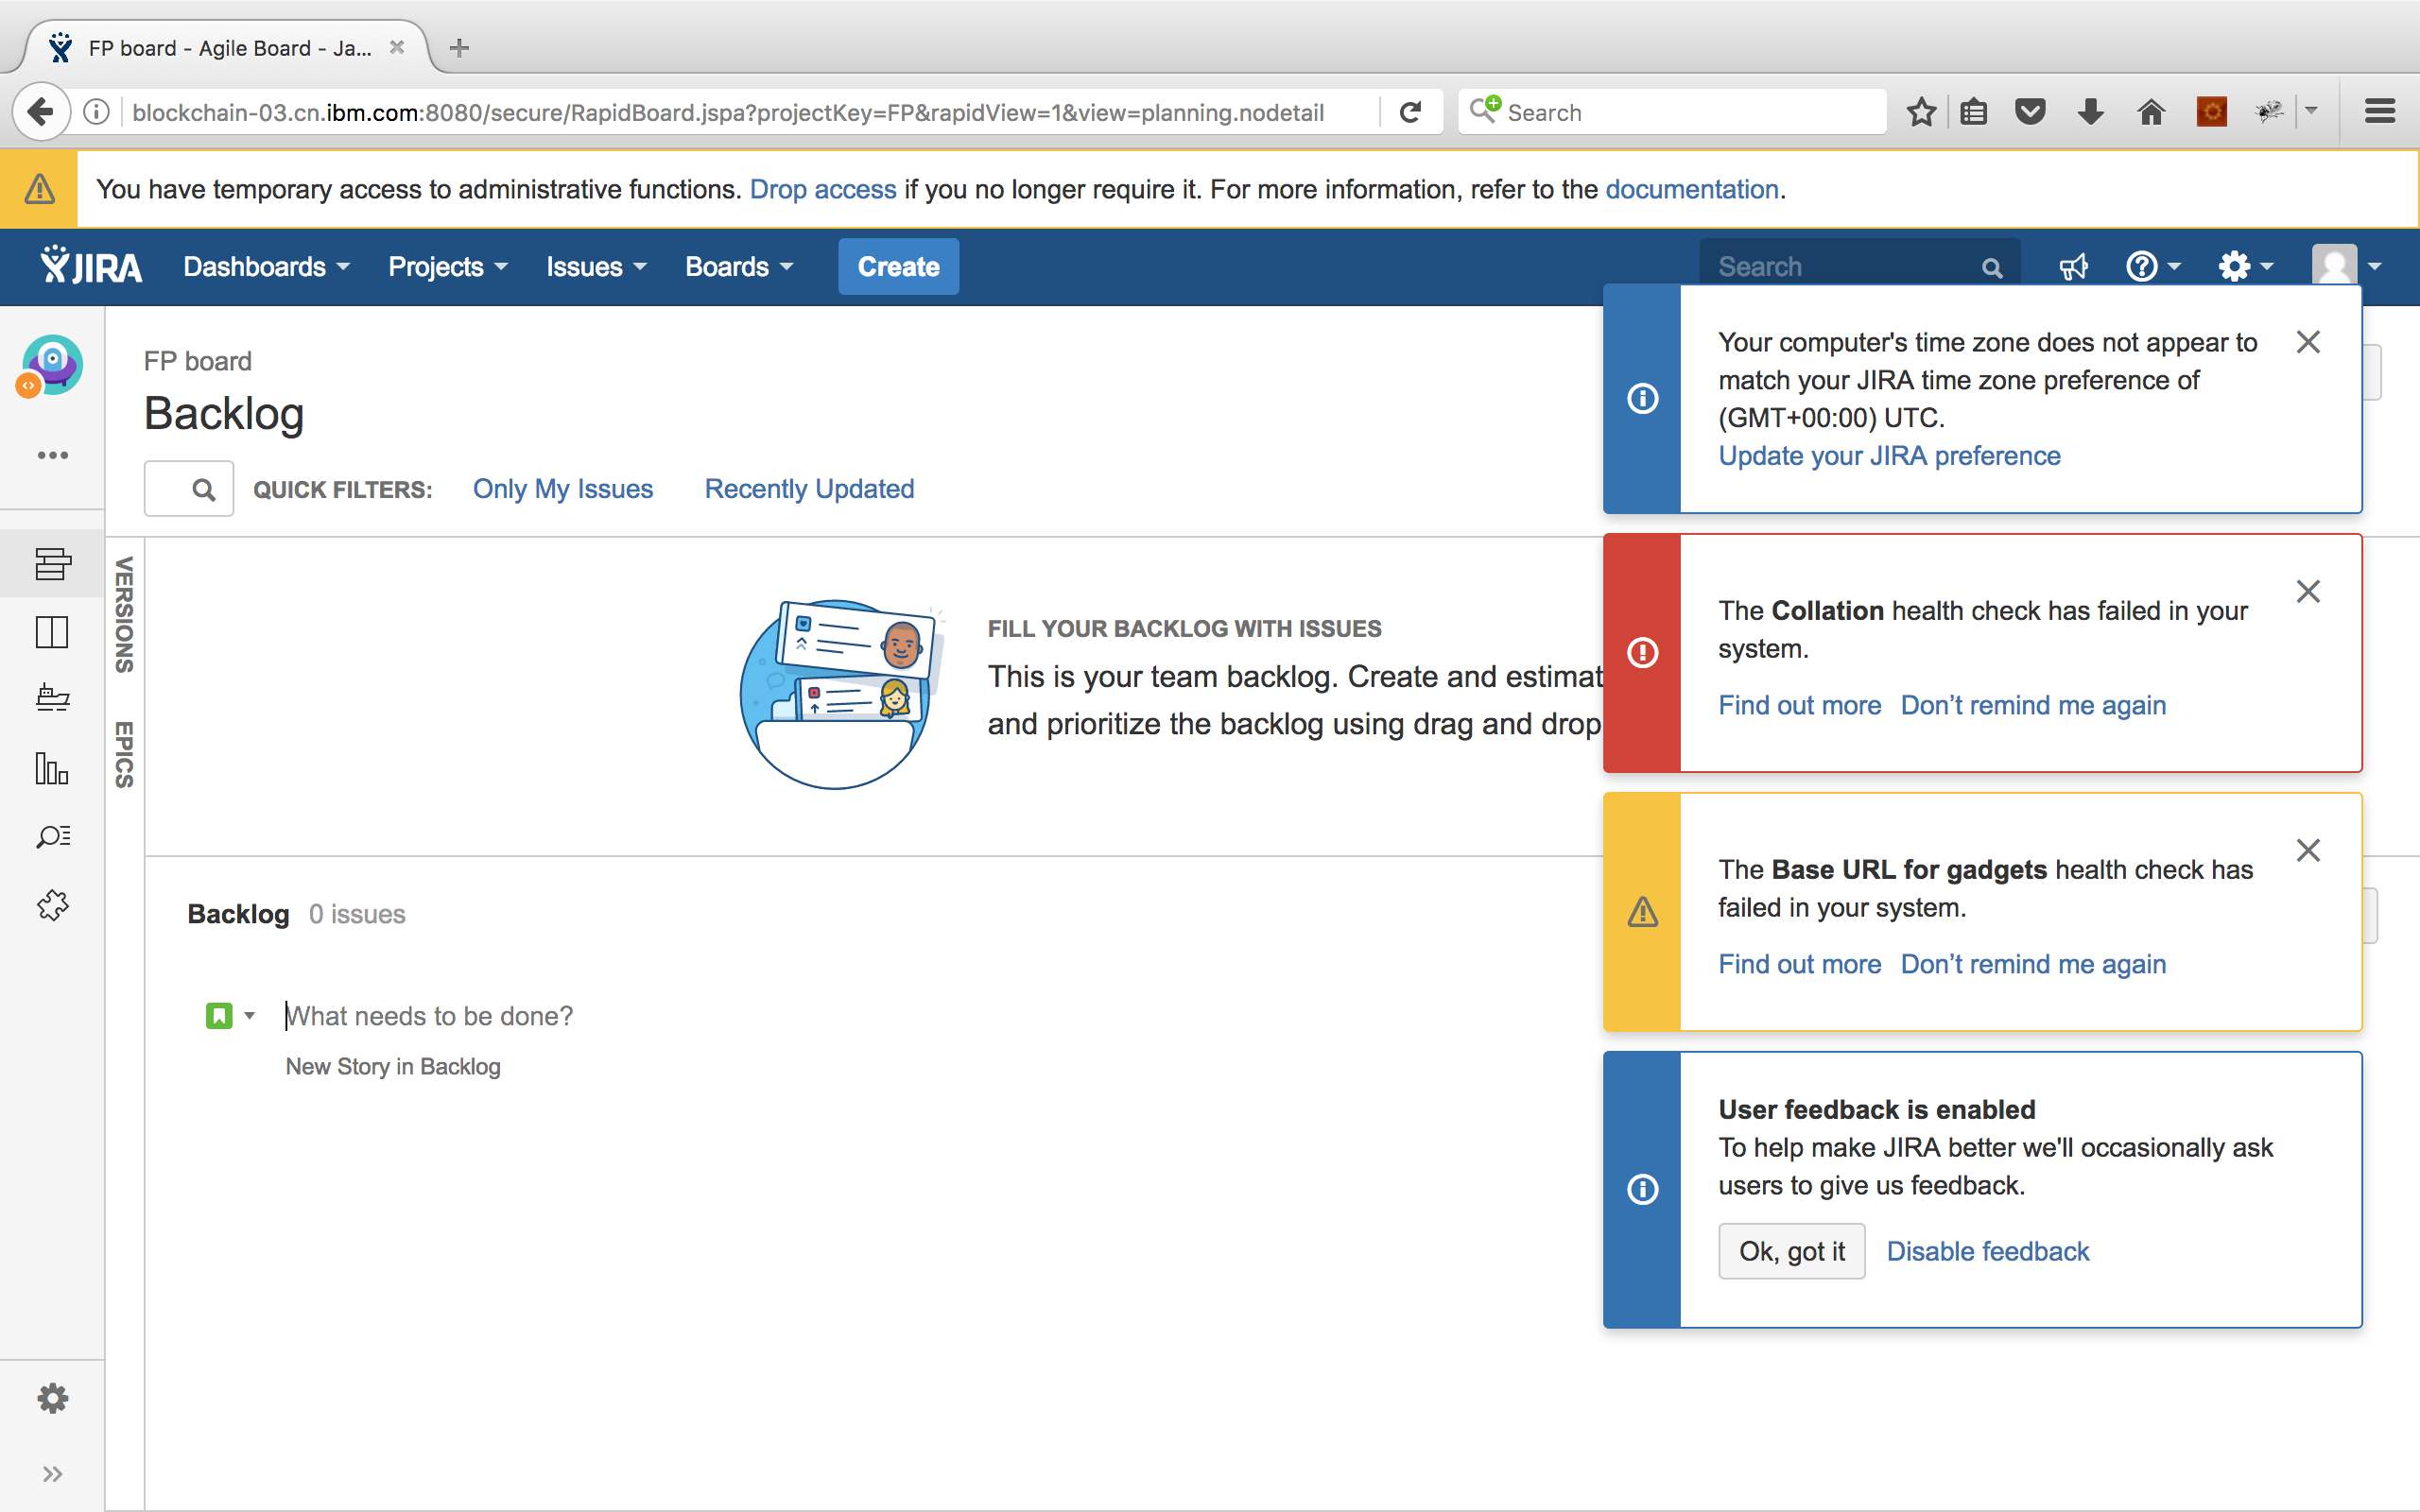 FP board - Agile Board - Ja...
blockchain-03.cn.ibm.com:8080/secure/RapidBoard.jspa?projectKey=FP&rapidView=1&view=planning.nodetail
Search
You have temporary access to administrative functions. Drop access if you no longer require it. For more information, refer to the documentation.
JIRA Dashboards Projects Issues Boards Create Search
FP board
Backlog
QUICK FILTERS: Only My Issues Recently Updated
VERSIONS
EPICS
FILL YOUR BACKLOG WITH ISSUES
This is your team backlog. Create and estimat
and prioritize the backlog using drag and drop
Backlog 0 issues
What needs to be done?
New Story in Backlog
Your computer's time zone does not appear to
match your JIRA time zone preference of
(GMT+00:00) UTC.
Update your JIRA preference
The Collation health check has failed in your
system.
Find out more Don’t remind me again
The Base URL for gadgets health check has
failed in your system.
Find out more Don’t remind me again
User feedback is enabled
To help make JIRA better we'll occasionally ask
users to give us feedback.
Ok, got it Disable feedback